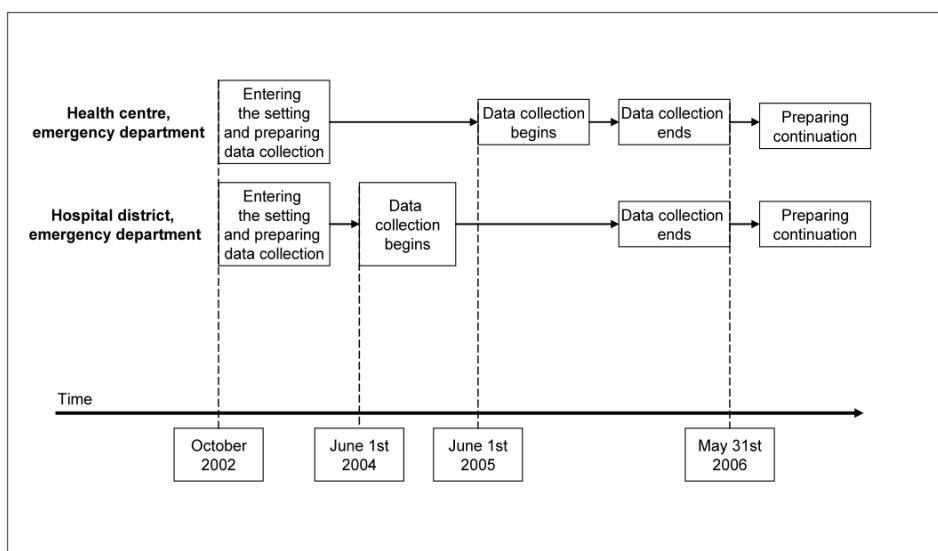 Health centre,
emergency department
Entering
the setting
and preparing
data collection
Data collection
begins
Data collection
ends
Preparing
continuation
Hospital district,
emergency department
Entering
the setting
and preparing
data collection
Data
collection
begins
Data collection
ends
Preparing
continuation
Time
October
2002
June 1st
2004
June 1st
2005
May 31st
2006